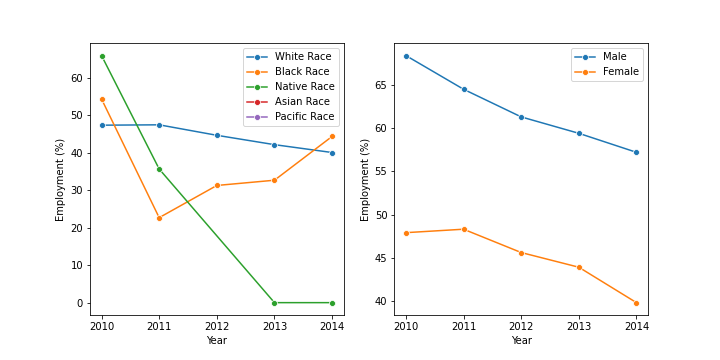 White Race
Black Race
Native Race
Asian Race
Pacific Race
60
50
40
30
20
10
0
Employment (%)
2010
2011
2012
2013
2014
Year
Male
Female
65
60
55
50
45
40
Employment (%)
2010
2011
2012
2013
2014
Year